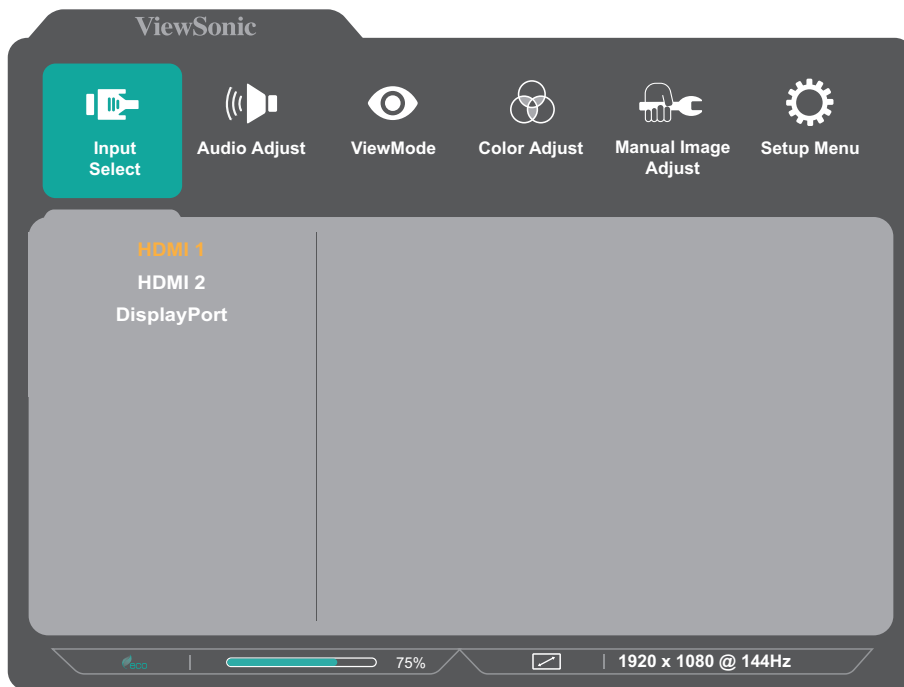 ViewSonic
Input
Select
Audio Adjust
ViewMode
Color Adjust
Manual Image
Adjust
Setup Menu
HDMI 1
HDMI 2
DisplayPort
eco
75%
1920 x 1080 @ 144Hz